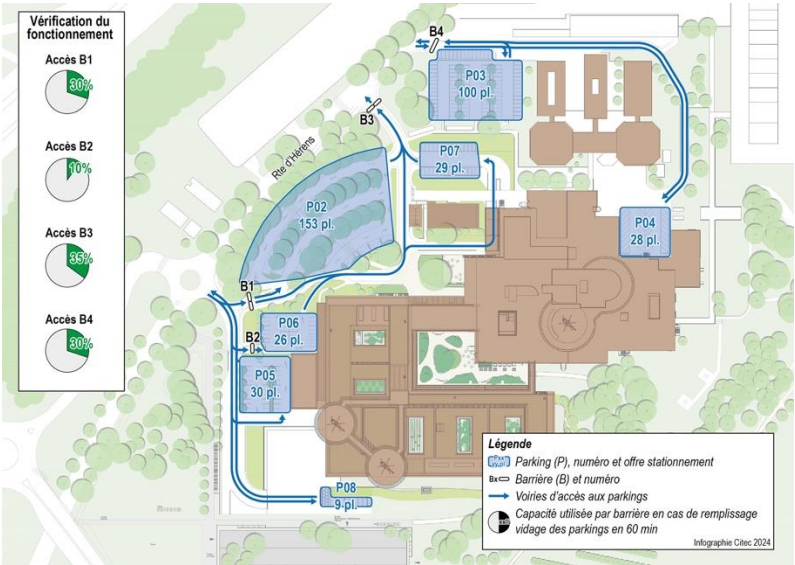 Vérification du
fonctionnement
Accès B1
30%
Accès B2
10%
Accès B3
35%
Accès B4
30%
B4
P03
100 pl.
B3
P07
29 pl.
Rte d'Hérens
P02
153 pl.
P04
28 pl.
B1
P06
26 pl.
B2
P05
30 pl.
P08
9 pl.
Légende
Parking (P), numéro et offre stationnement
Bx Barrière (B) et numéro
Voiries d'accès aux parkings
Capacité utilisée par barrière en cas de remplissage
vidage des parkings en 60 min
Infographie Citec 2024